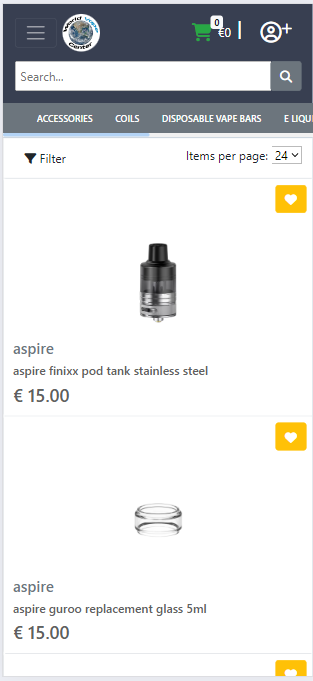 World Vape
Center
0
€0
Search...
ACCESSORIES COILS DISPOSABLE VAPE BARS E LIQU
Filter
Items per page: 24
aspire
aspire finixx pod tank stainless steel
€ 15.00
aspire
aspire guroo replacement glass 5ml
€ 15.00